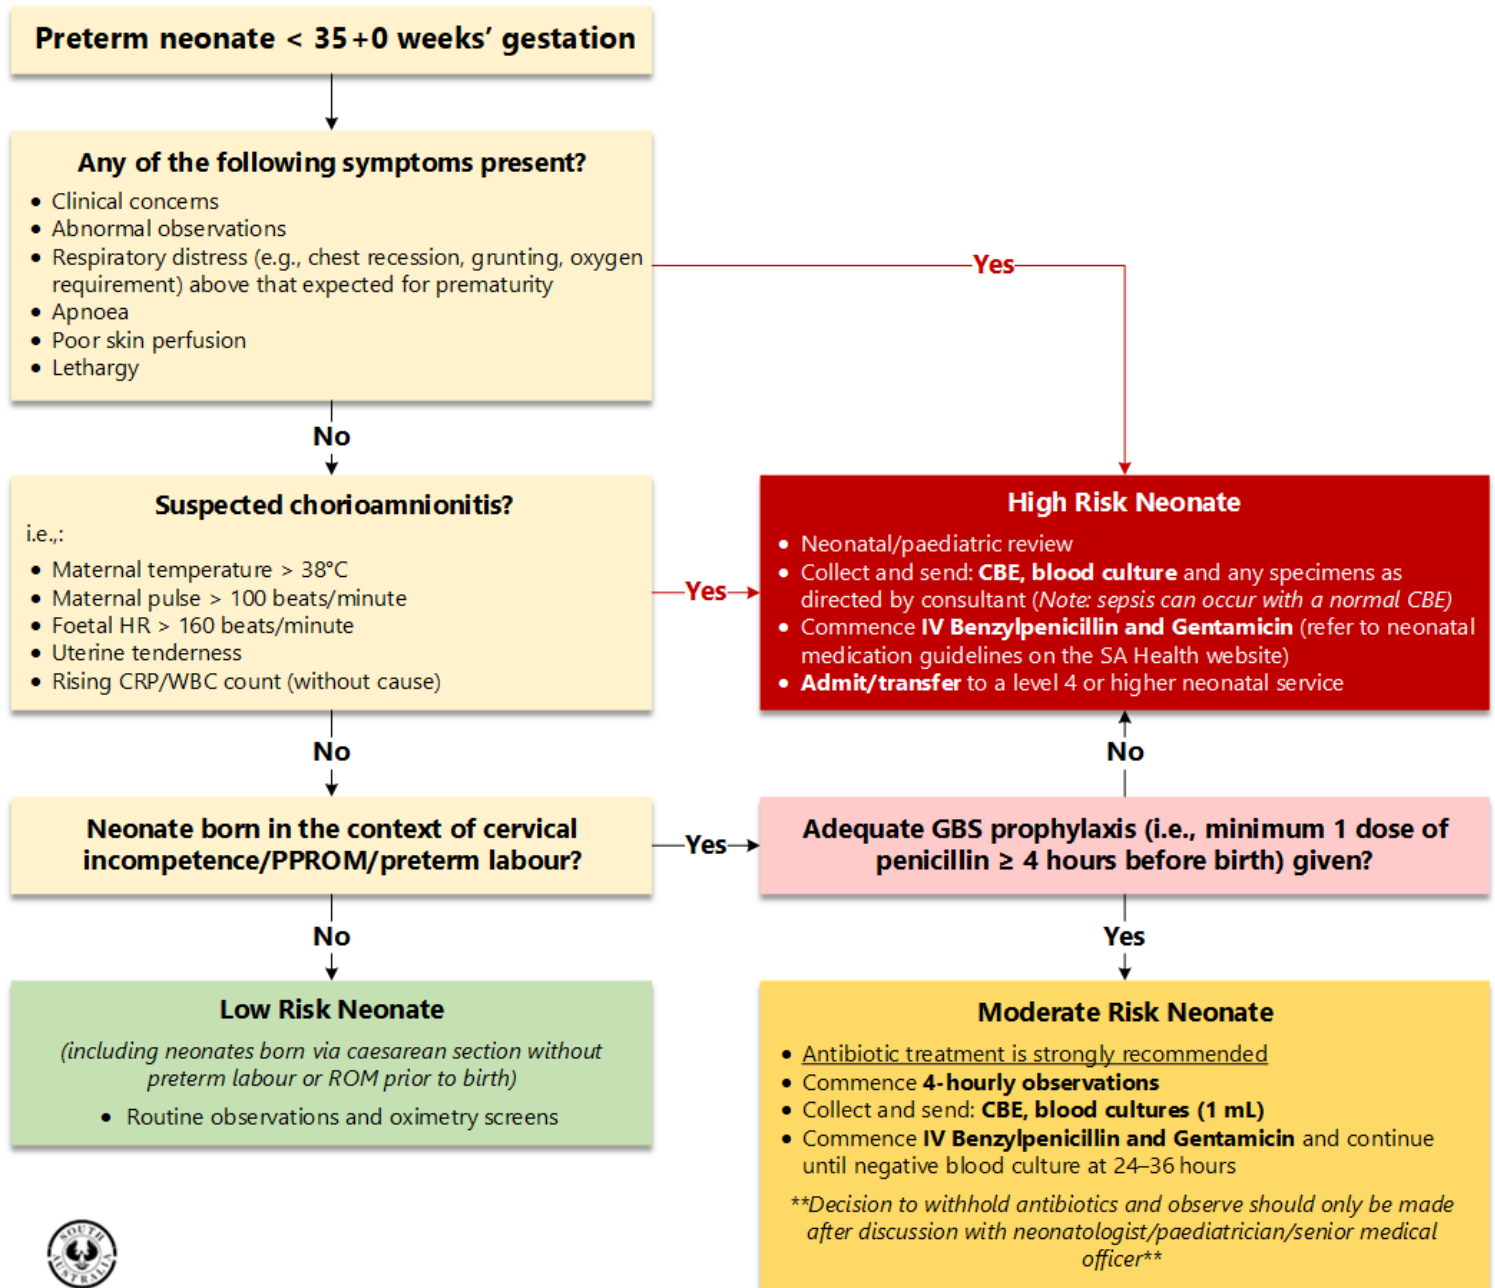 Preterm neonate < 35+0 weeks’ gestation
Any of the following symptoms present?
• Clinical concerns
• Abnormal observations
• Respiratory distress (e.g., chest recession, grunting, oxygen
requirement) above that expected for prematurity
• Apnoea
• Poor skin perfusion
• Lethargy
Yes
No
Suspected chorioamnionitis?
i.e.,:
• Maternal temperature > 38°C
• Maternal pulse > 100 beats/minute
• Foetal HR > 160 beats/minute
• Uterine tenderness
• Rising CRP/WBC count (without cause)
Yes
High Risk Neonate
• Neonatal/paediatric review
• Collect and send: CBE, blood culture and any specimens as
directed by consultant (Note: sepsis can occur with a normal CBE)
• Commence IV Benzylpenicillin and Gentamicin (refer to neonatal
medication guidelines on the SA Health website)
• Admit/transfer to a level 4 or higher neonatal service
No
No
Neonate born in the context of cervical
incompetence/PPROM/preterm labour?
Yes
Adequate GBS prophylaxis (i.e., minimum 1 dose of
penicillin ≥ 4 hours before birth) given?
No
Yes
Low Risk Neonate
(including neonates born via caesarean section without
preterm labour or ROM prior to birth)
• Routine observations and oximetry screens
Moderate Risk Neonate
• Antibiotic treatment is strongly recommended
• Commence 4-hourly observations
• Collect and send: CBE, blood cultures (1 mL)
• Commence IV Benzylpenicillin and Gentamicin and continue
until negative blood culture at 24–36 hours
**Decision to withhold antibiotics and observe should only be made
after discussion with neonatologist/paediatrician/senior medical
officer**
SOUTH
AUSTRALIA